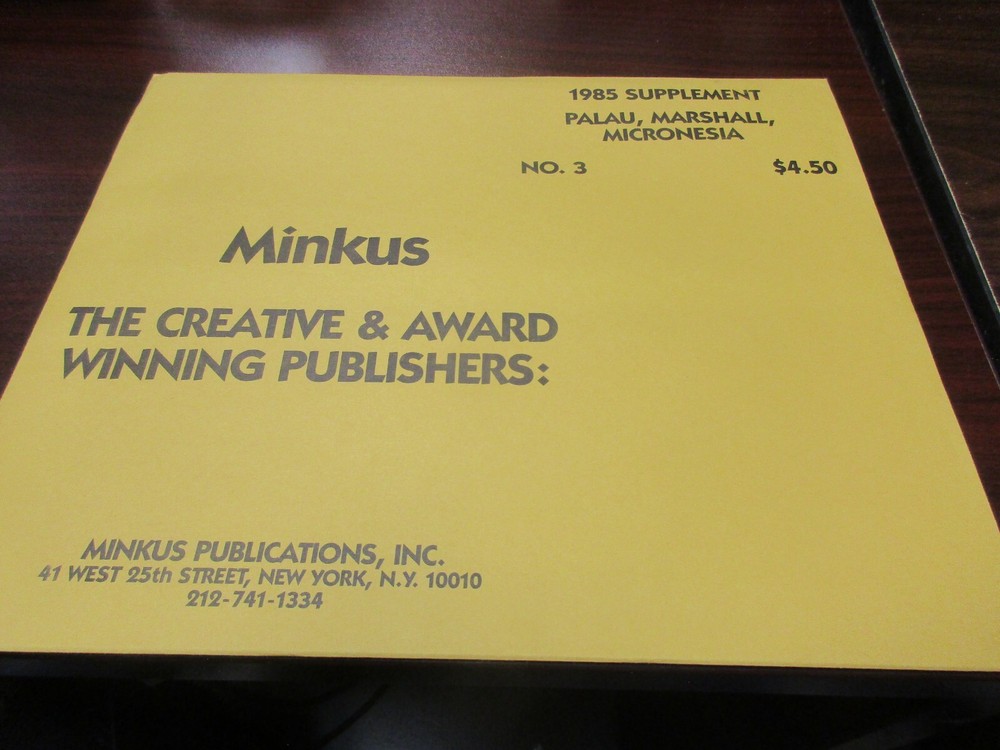 1985 SUPPLEMENT
PALAU, MARSHALL,
MICRONESIA
NO. 3 $4.50
Minkus
THE CREATIVE & AWARD
WINNING PUBLISHERS:
MINKUS PUBLICATIONS, INC.
41 WEST 25th STREET, NEW YORK, N.Y. 10010
212-741-1334